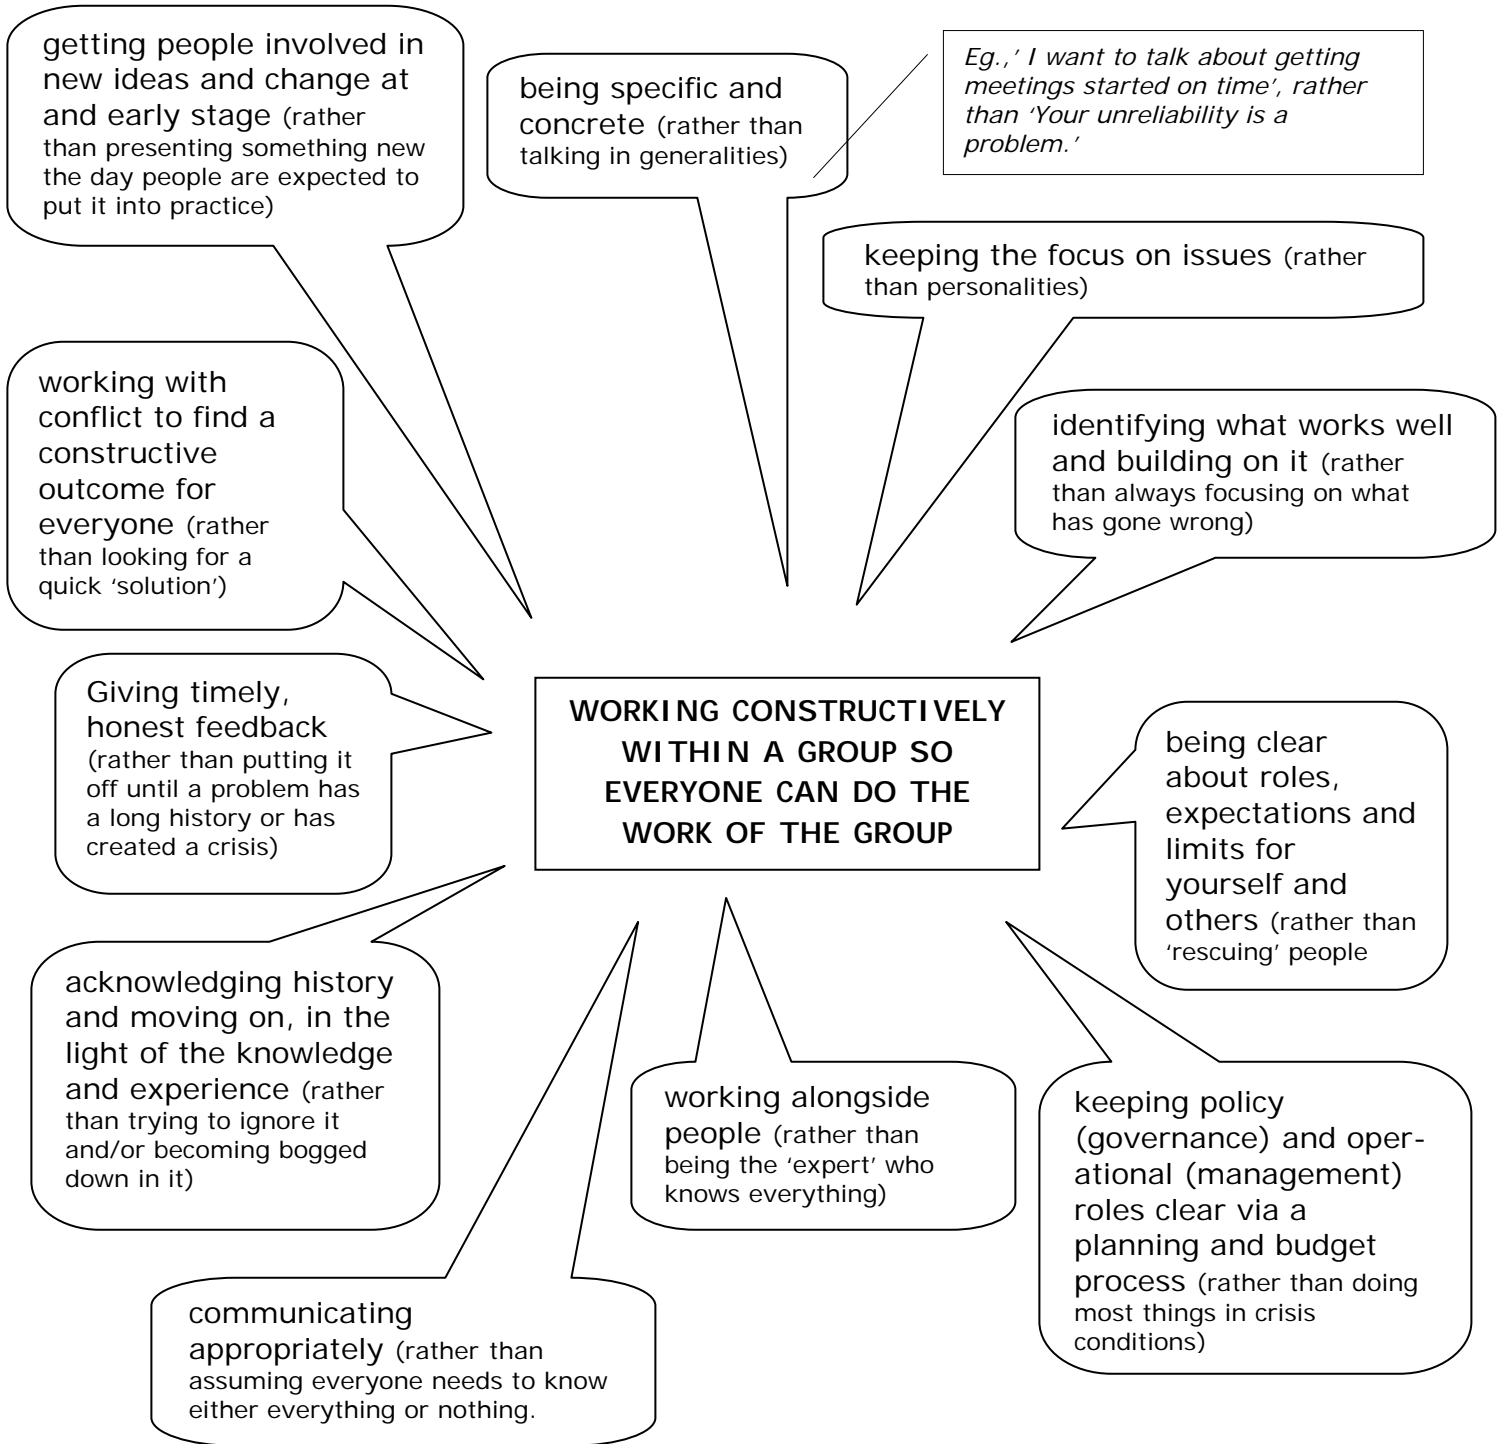 getting people involved in
new ideas and change at
and early stage (rather
than presenting something new
the day people are expected to
put it into practice)
being specific and
concrete (rather than
talking in generalities)
Eg.,’ I want to talk about getting
meetings started on time’, rather
than ‘Your unreliability is a
problem.’
keeping the focus on issues (rather
than personalities)
working with
conflict to find a
constructive
outcome for
everyone (rather
than looking for a
quick ‘solution’)
identifying what works well
and building on it (rather
than always focusing on what
has gone wrong)
Giving timely,
honest feedback
(rather than putting it
off until a problem has
a long history or has
created a crisis)
WORKING CONSTRUCTIVELY
WITHIN A GROUP SO
EVERYONE CAN DO THE
WORK OF THE GROUP
being clear
about roles,
expectations and
limits for
yourself and
others (rather than
‘rescuing’ people
acknowledging history
and moving on, in the
light of the knowledge
and experience (rather
than trying to ignore it
and/or becoming bogged
down in it)
working alongside
people (rather than
being the ‘expert’ who
knows everything)
keeping policy
(governance) and oper-
ational (management)
roles clear via a
planning and budget
process (rather than doing
most things in crisis
conditions)
communicating
appropriately (rather than
assuming everyone needs to know
either everything or nothing.